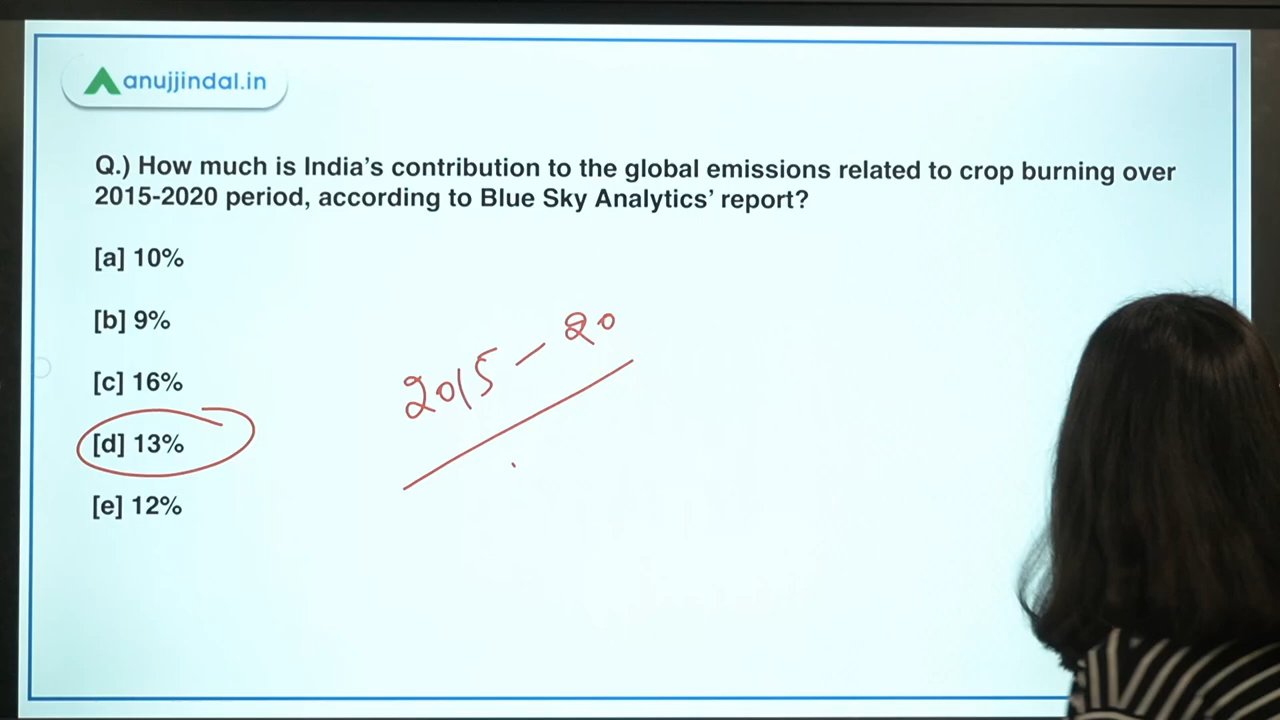 anujjindal.in
Q.) How much is India’s contribution to the global emissions related to crop burning over
2015-2020 period, according to Blue Sky Analytics’ report?
[a] 10%
[b] 9%
[c] 16%
[d] 13%
[e] 12%
2015 – 20